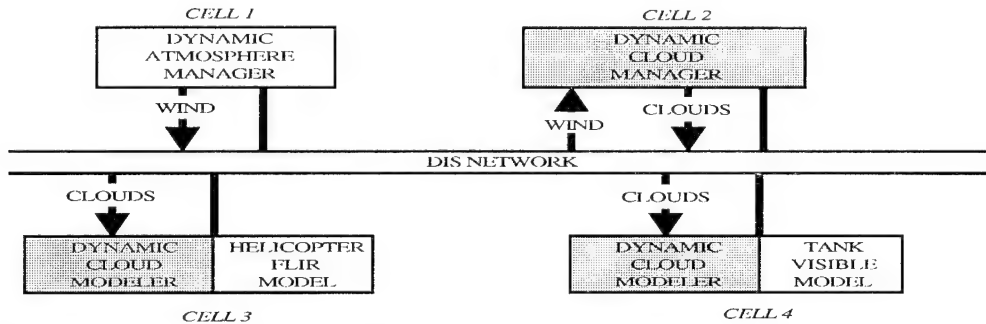 CELL 1
DYNAMIC
ATMOSPHERE
MANAGER
WIND
CELL 2
DYNAMIC
CLOUD
MANAGER
WIND
CLOUDS
DIS NETWORK
CLOUDS
DYNAMIC
CLOUD
MODELER
HELICOPTER
FLIR
MODEL
CELL 3
CLOUDS
DYNAMIC
CLOUD
MODELER
TANK
VISIBLE
MODEL
CELL 4